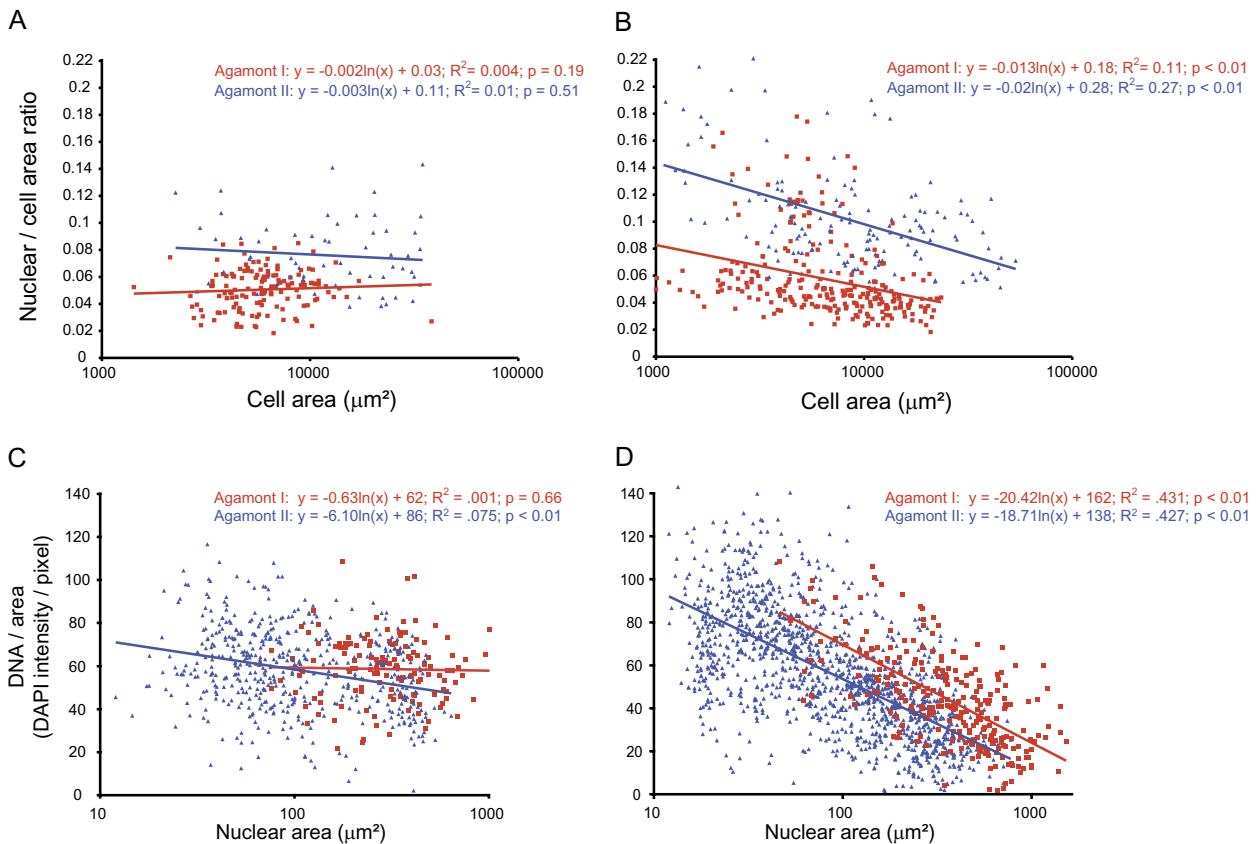 A
Agamont I: y = -0.002ln(x) + 0.03; R²= 0.004; p = 0.19
Agamont II: y = -0.003ln(x) + 0.11; R²= 0.01; p = 0.51
Nuclear / cell area ratio
0.22
0.2
0.18
0.16
0.14
0.12
0.1
0.08
0.06
0.04
0.02
0
1000 10000 100000
Cell area (μm²)
B
Agamont I: y = -0.013ln(x) + 0.18; R²= 0.11; p < 0.01
Agamont II: y = -0.02ln(x) + 0.28; R²= 0.27; p < 0.01
0.22
0.2
0.18
0.16
0.14
0.12
0.1
0.08
0.06
0.04
0.02
0
1000 10000 100000
Cell area (μm²)
C
Agamont I: y = -0.63ln(x) + 62; R² = .001; p = 0.66
Agamont II: y = -6.10ln(x) + 86; R² = .075; p < 0.01
DNA / area
(DAPI intensity / pixel)
140
120
100
80
60
40
20
0
10 100 1000
Nuclear area (μm²)
D
Agamont I: y = -20.42ln(x) + 162; R² = .431; p < 0.01
Agamont II: y = -18.71ln(x) + 138; R² = .427; p < 0.01
140
120
100
80
60
40
20
0
10 100 1000
Nuclear area (μm²)